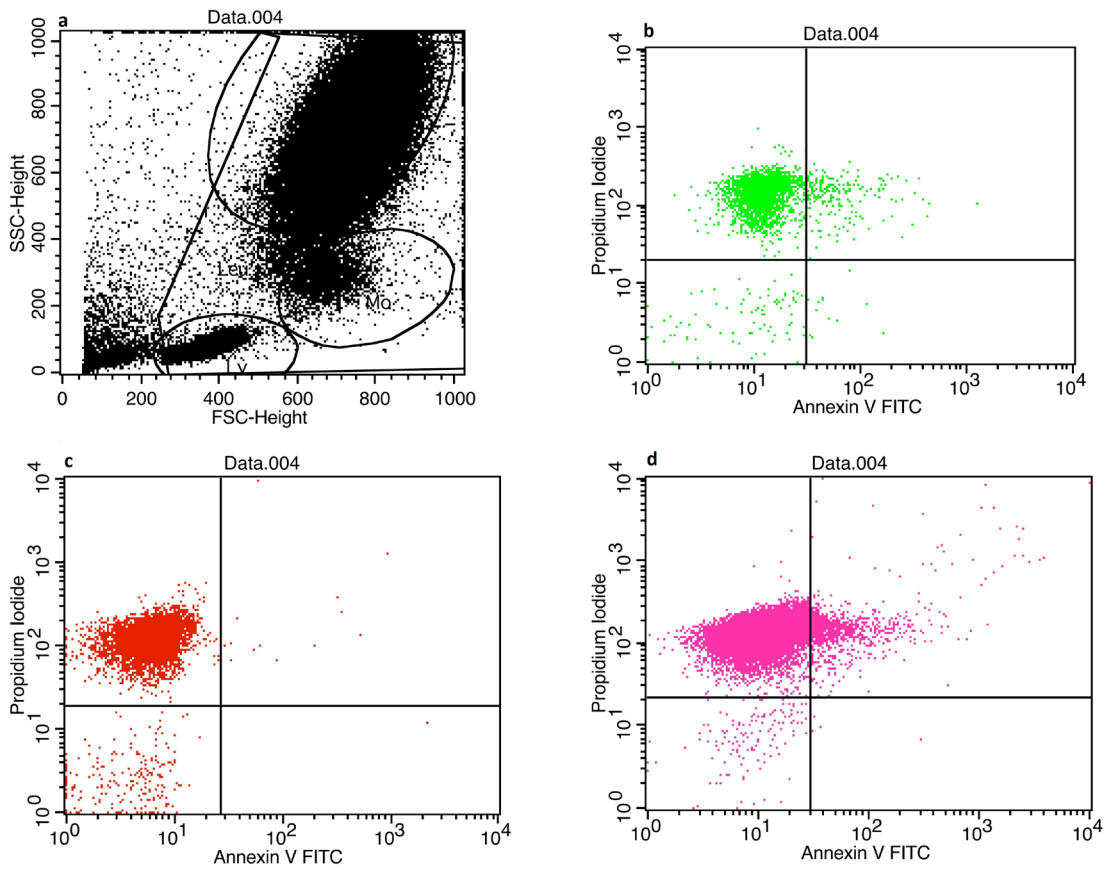 a
Data.004
SSC-Height
1000
800
600
400
200
0
Leu
Mo
Ly
0 200 400 600 800 1000
FSC-Height
b
Data.004
Propidium Iodide
10^4
10^3
10^2
10^1
10^0
10^0 10^1 10^2 10^3 10^4
Annexin V FITC
c
Data.004
Propidium Iodide
10^4
10^3
10^2
10^1
10^0
10^0 10^1 10^2 10^3 10^4
Annexin V FITC
d
Data.004
Propidium Iodide
10^4
10^3
10^2
10^1
10^0
10^0 10^1 10^2 10^3 10^4
Annexin V FITC